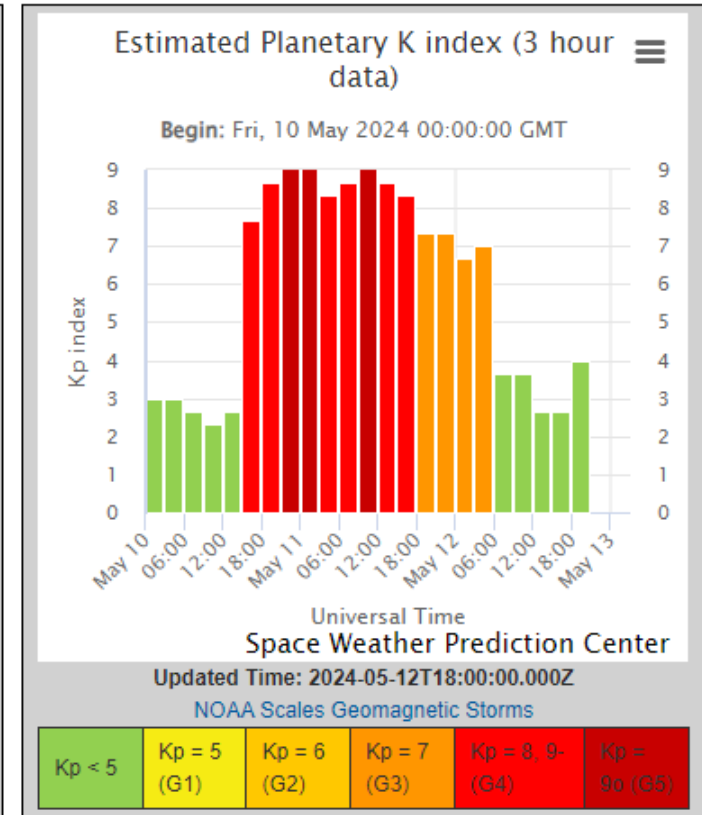 Estimated Planetary K index (3 hour
data)
Begin: Fri, 10 May 2024 00:00:00 GMT
Kp index
9
8
7
6
5
4
3
2
1
0
9
8
7
6
5
4
3
2
1
0
May 10
06:00
12:00
18:00
May 11
06:00
12:00
18:00
May 12
06:00
12:00
18:00
May 13
Universal Time
Space Weather Prediction Center
Updated Time: 2024-05-12T18:00:00.000Z
NOAA Scales Geomagnetic Storms
Kp < 5
Kp = 5
(G1)
Kp = 6
(G2)
Kp = 7
(G3)
Kp = 8, 9-
(G4)
Kp =
9o (G5)